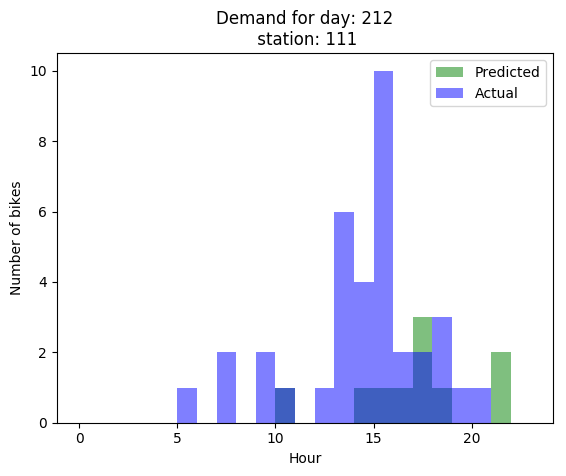 Demand for day: 212
station: 111
Predicted
Actual
Number of bikes
10
8
6
4
2
0
0 5 10 15 20
Hour